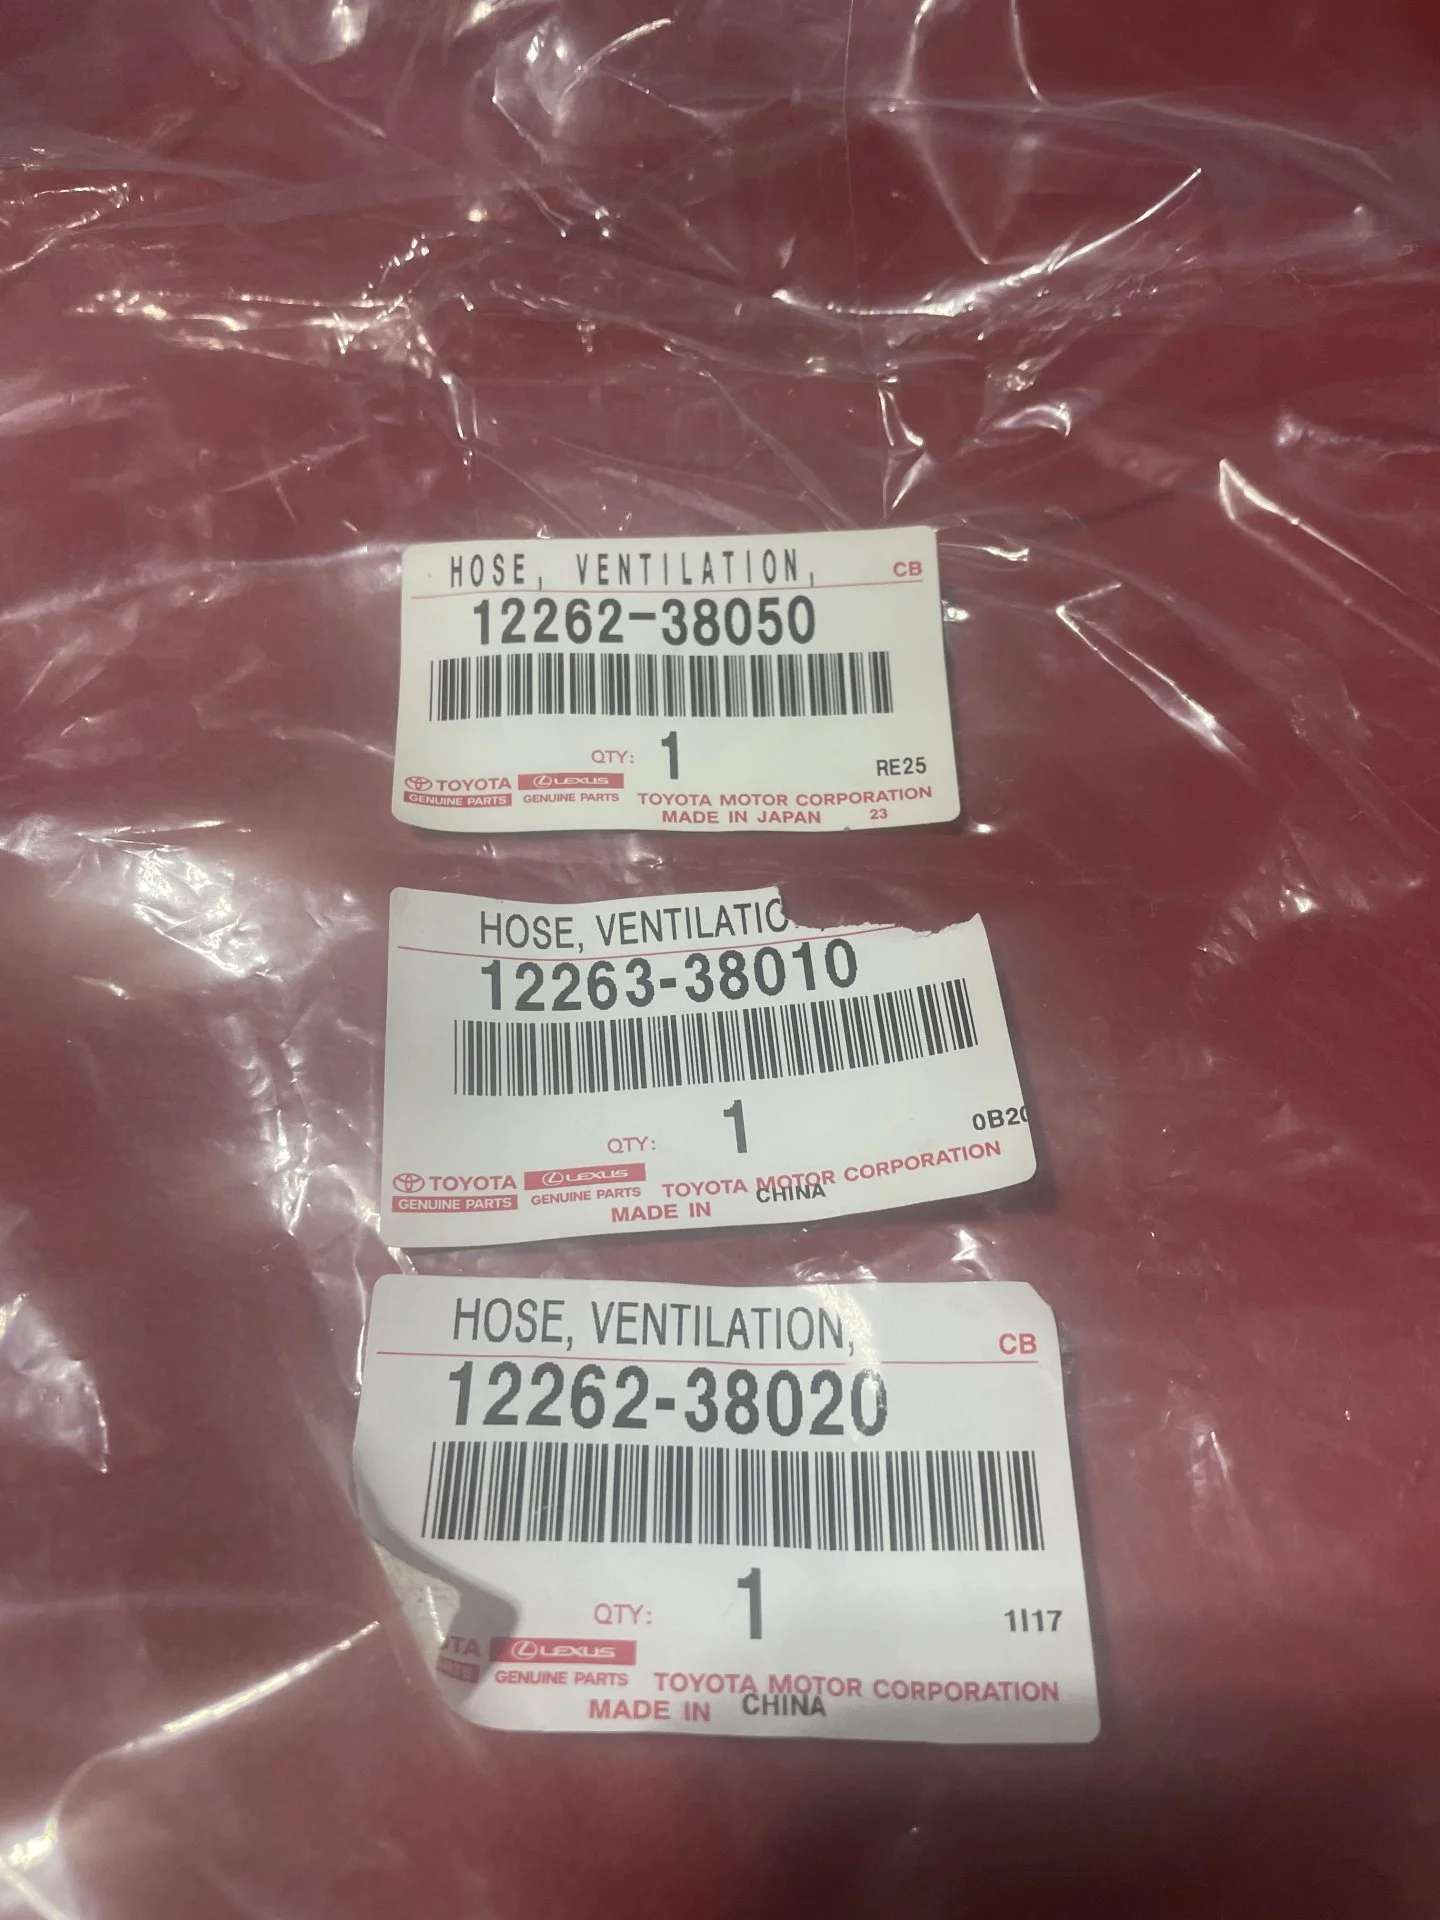 HOSE, VENTILATION,
CB
12262-38050
QTY: 1
RE25
TOYOTA LEXUS
GENUINE PARTS GENUINE PARTS TOYOTA MOTOR CORPORATION
MADE IN JAPAN 23
HOSE, VENTILATIO
12263-38010
QTY: 1
0B20
TOYOTA LEXUS
GENUINE PARTS GENUINE PARTS TOYOTA MOTOR CORPORATION
MADE IN CHINA
HOSE, VENTILATION,
CB
12262-38020
QTY: 1
1I17
OTA LEXUS
ARTS GENUINE PARTS TOYOTA MOTOR CORPORATION
MADE IN CHINA